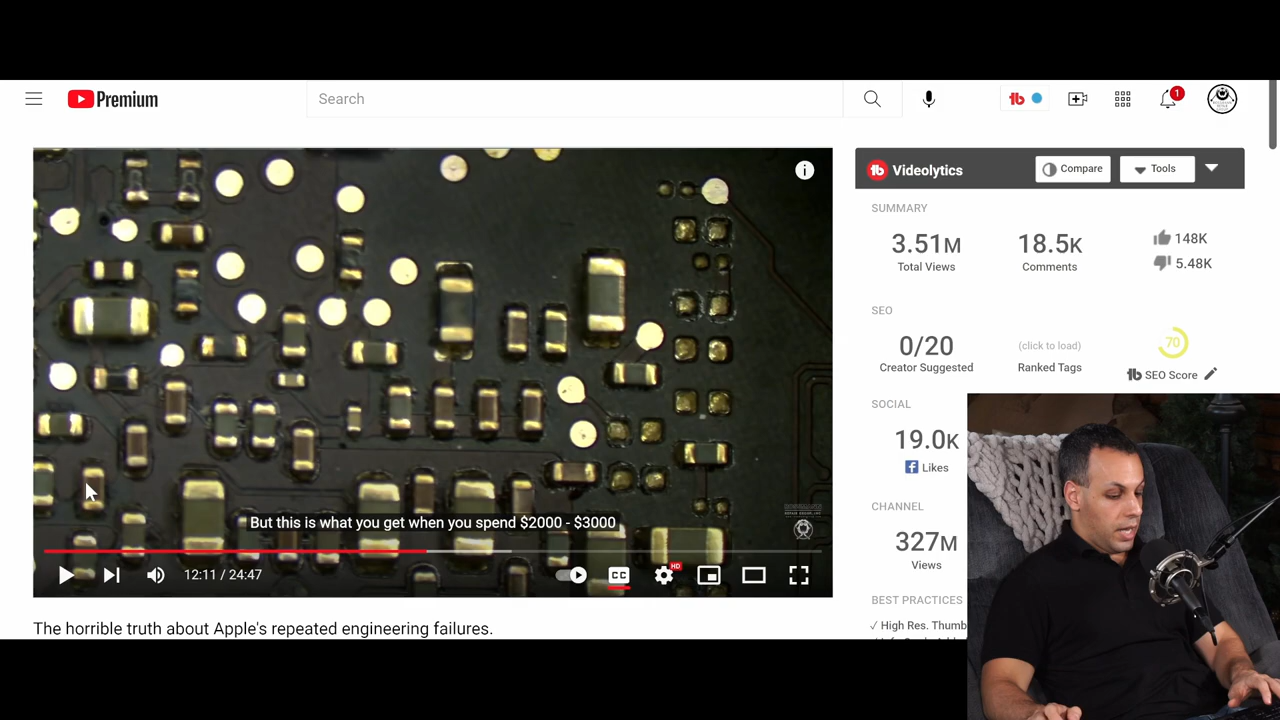 Premium
Search
1
Videolytics
Compare
Tools
SUMMARY
3.51M
Total Views
18.5K
Comments
148K
5.48K
SEO
0/20
Creator Suggested
(click to load)
Ranked Tags
70
SEO Score
SOCIAL
19.0K
Likes
CHANNEL
327M
Views
BEST PRACTICES
✓ High Res. Thumb
But this is what you get when you spend $2000 - $3000
12:11 / 24:47
CC
HD
The horrible truth about Apple's repeated engineering failures.